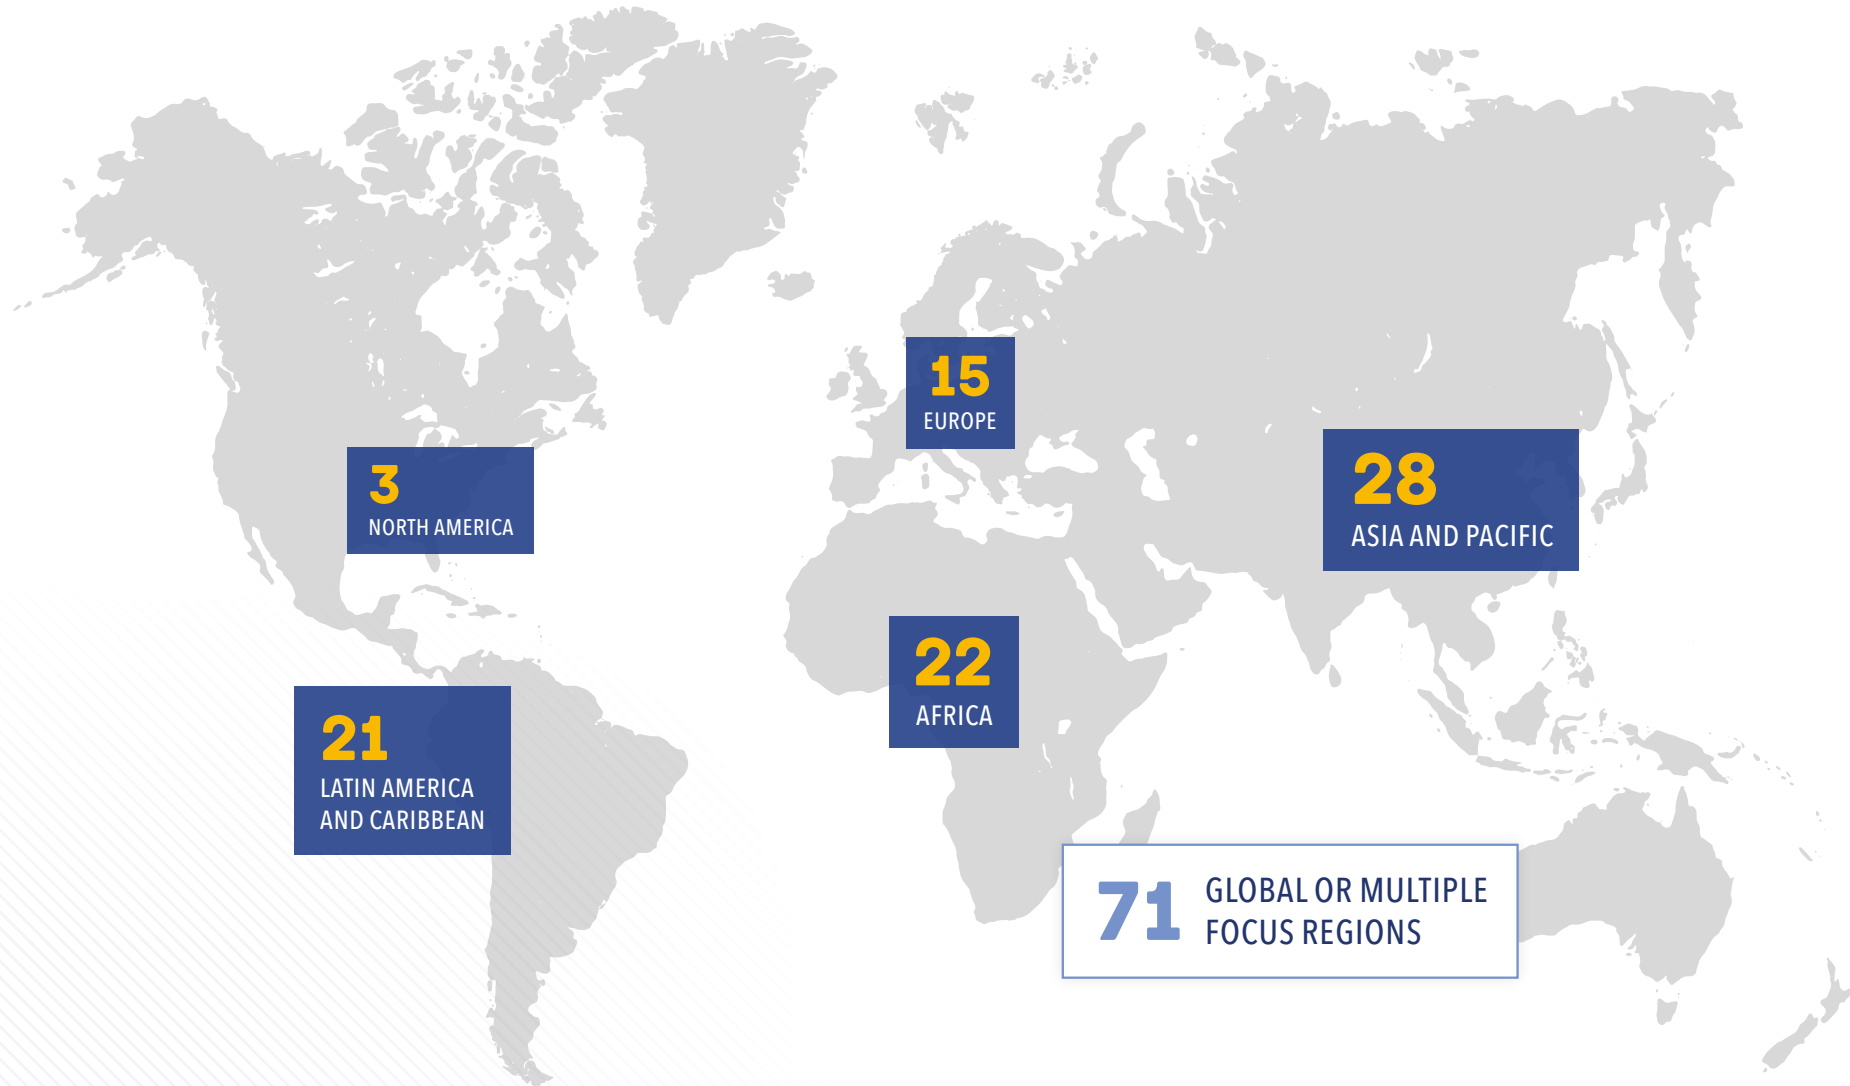 15
EUROPE
3
NORTH AMERICA
28
ASIA AND PACIFIC
22
AFRICA
21
LATIN AMERICA
AND CARIBBEAN
71
GLOBAL OR MULTIPLE
FOCUS REGIONS